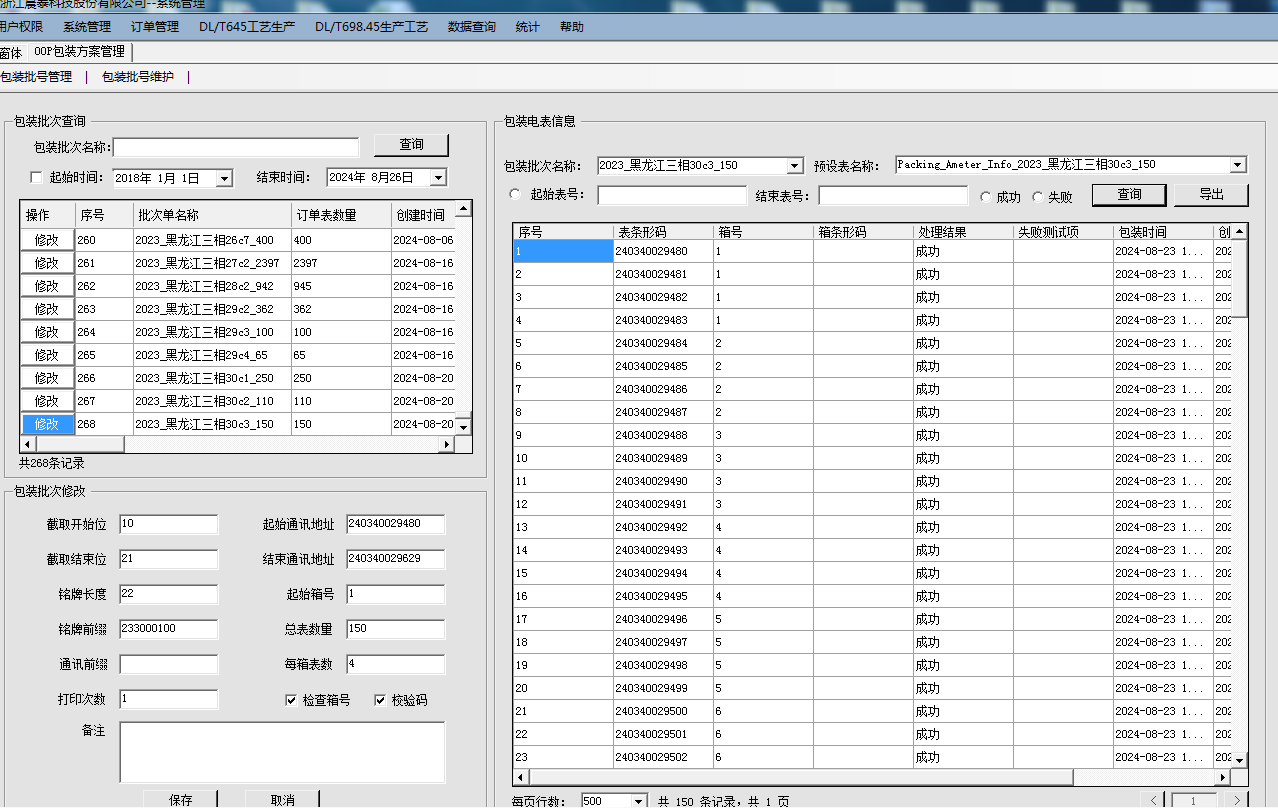 浙江晨泰科技股份有限公司--系统管理
用户权限 系统管理 订单管理 DL/T645工艺生产 DL/T698.45生产工艺 数据查询 统计 帮助
窗体 OOP包装方案管理
包装批号管理 | 包装批号维护 |
包装批次查询
包装批次名称: 查询
起始时间: 2018年 1月 1日 结束时间: 2024年 8月26日
操作 序号 批次单名称 订单表数量 创建时间
修改 260 2023_黑龙江三相26c7_400 400 2024-08-06
修改 261 2023_黑龙江三相27c2_2397 2397 2024-08-16
修改 262 2023_黑龙江三相28c2_942 945 2024-08-16
修改 263 2023_黑龙江三相29c2_362 362 2024-08-16
修改 264 2023_黑龙江三相29c3_100 100 2024-08-16
修改 265 2023_黑龙江三相29c4_65 65 2024-08-16
修改 266 2023_黑龙江三相30c1_250 250 2024-08-20
修改 267 2023_黑龙江三相30c2_110 110 2024-08-20
修改 268 2023_黑龙江三相30c3_150 150 2024-08-20
共268条记录
包装批次修改
截取开始位 10 起始通讯地址 240340029480
截取结束位 21 结束通讯地址 240340029629
铭牌长度 22 起始箱号 1
铭牌前缀 233000100 总表数量 150
通讯前缀 每箱表数 4
打印次数 1 检查箱号 校验码
备注
保存 取消
包装电表信息
包装批次名称: 2023_黑龙江三相30c3_150 预设表名称: Packing_Ameter_Info_2023_黑龙江三相30c3_150
起始表号: 结束表号: 成功 失败 查询 导出
序号 表条形码 箱号 箱条形码 处理结果 失败测试项 包装时间 创
1 240340029480 1 成功 2024-08-23 1... 202
2 240340029481 1 成功 2024-08-23 1... 202
3 240340029482 1 成功 2024-08-23 1... 202
4 240340029483 1 成功 2024-08-23 1... 202
5 240340029484 2 成功 2024-08-23 1... 202
6 240340029485 2 成功 2024-08-23 1... 202
7 240340029486 2 成功 2024-08-23 1... 202
8 240340029487 2 成功 2024-08-23 1... 202
9 240340029488 3 成功 2024-08-23 1... 202
10 240340029489 3 成功 2024-08-23 1... 202
11 240340029490 3 成功 2024-08-23 1... 202
12 240340029491 3 成功 2024-08-23 1... 202
13 240340029492 4 成功 2024-08-23 1... 202
14 240340029493 4 成功 2024-08-23 1... 202
15 240340029494 4 成功 2024-08-23 1... 202
16 240340029495 4 成功 2024-08-23 1... 202
17 240340029496 5 成功 2024-08-23 1... 202
18 240340029497 5 成功 2024-08-23 1... 202
19 240340029498 5 成功 2024-08-23 1... 202
20 240340029499 5 成功 2024-08-23 1... 202
21 240340029500 6 成功 2024-08-23 1... 202
22 240340029501 6 成功 2024-08-23 1... 202
23 240340029502 6 成功 2024-08-23 1... 202
每页行数: 500 共 150 条记录，共 1 页 < 1 >